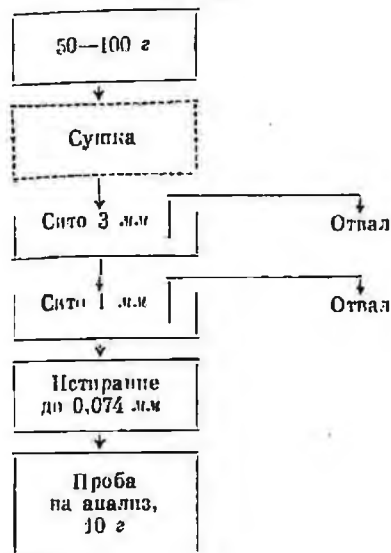 50—100 г
Сушка
Сито 3 мм
Отвал
Сито 1 мм
Отвал
Истирание
до 0,074 мм
Проба
на анализ,
10 г